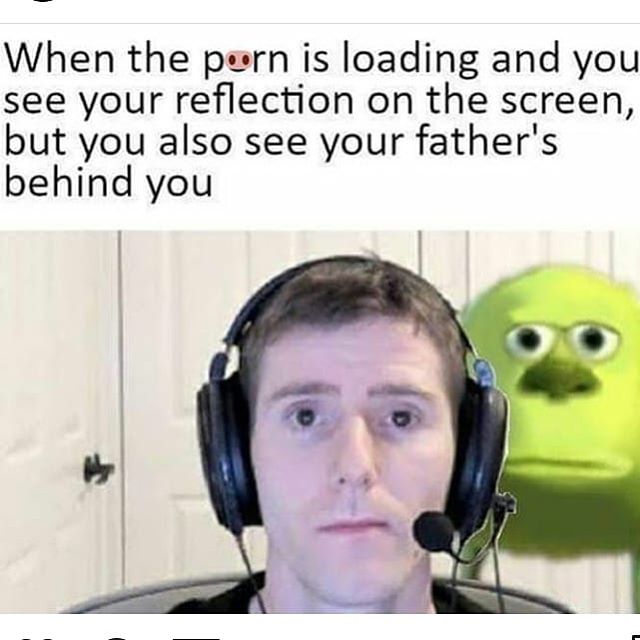 When the p🐽rn is loading and you
see your reflection on the screen,
but you also see your father's
behind you